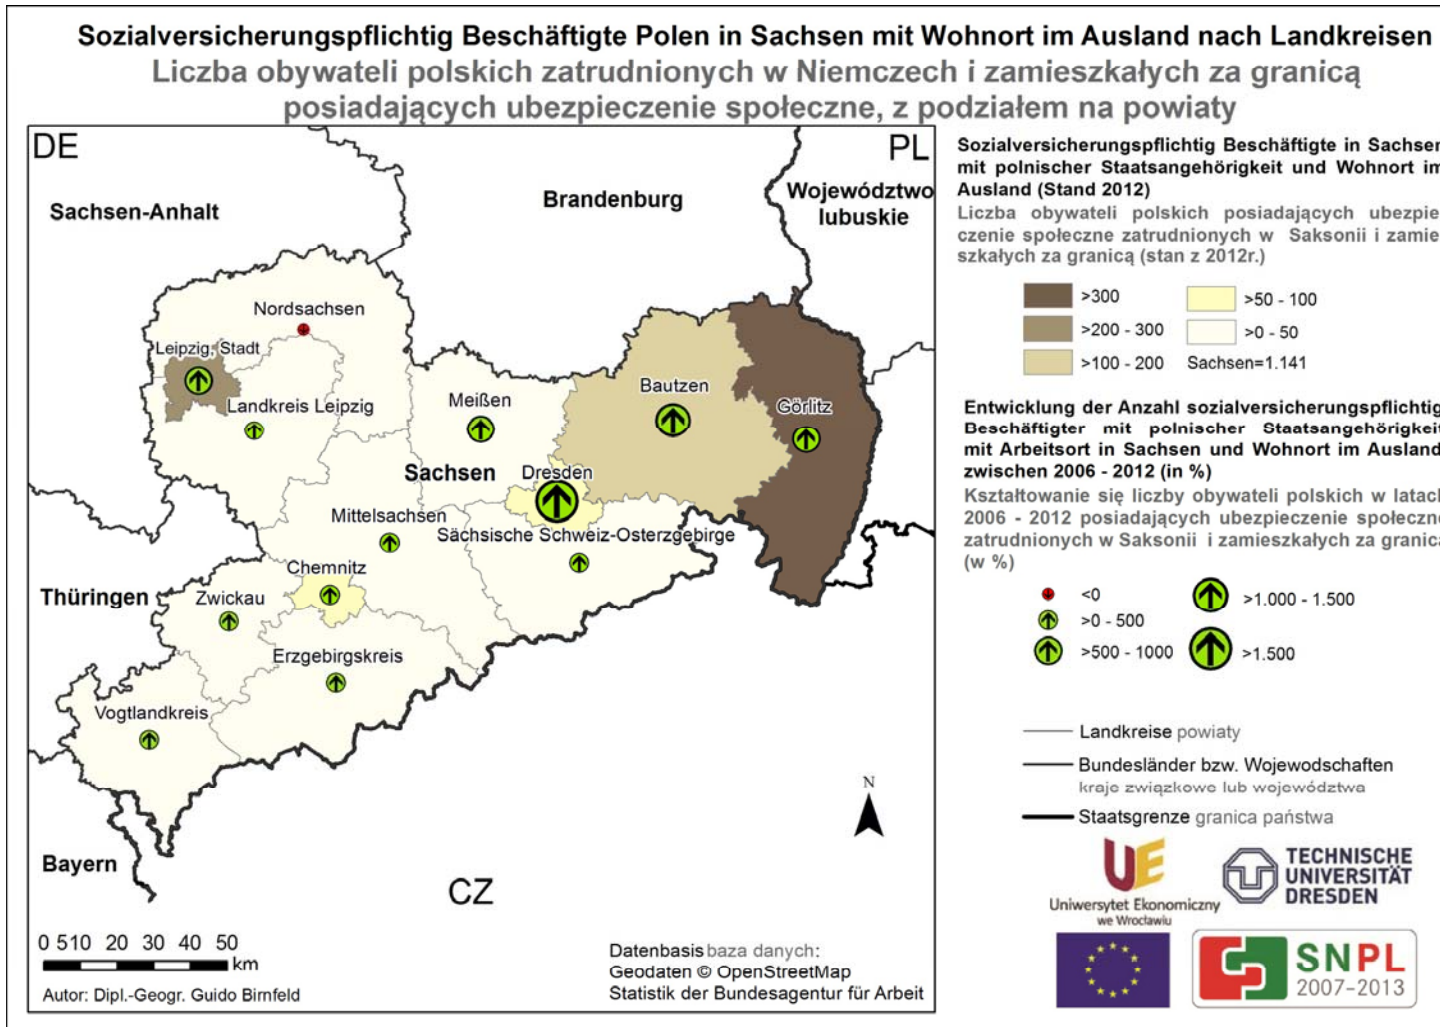 Sozialversicherungspflichtig Beschäftigte Polen in Sachsen mit Wohnort im Ausland nach Landkreisen
Liczba obywateli polskich zatrudnionych w Niemczech i zamieszkałych za granicą
posiadających ubezpieczenie społeczne, z podziałem na powiaty
DE
PL
Sachsen-Anhalt
Brandenburg
Województwo
lubuskie
Nordsachsen
Leipzig, Stadt
Landkreis Leipzig
Meißen
Bautzen
Görlitz
Sachsen
Dresden
Mittelsachsen
Sächsische Schweiz-Osterzgebirge
Chemnitz
Thüringen
Zwickau
Erzgebirgskreis
Vogtlandkreis
Bayern
CZ
N
0 510 20 30 40 50
km
Autor: Dipl.-Geogr. Guido Birnfeld
Datenbasis baza danych:
Geodaten © OpenStreetMap
Statistik der Bundesagentur für Arbeit
Sozialversicherungspflichtig Beschäftigte in Sachsen
mit polnischer Staatsangehörigkeit und Wohnort im
Ausland (Stand 2012)
Liczba obywateli polskich posiadających ubezpie-
czenie społeczne zatrudnionych w Saksonii i zamie-
szkałych za granicą (stan z 2012r.)
>300
>50 - 100
>200 - 300
>0 - 50
>100 - 200
Sachsen=1.141
Entwicklung der Anzahl sozialversicherungspflichtig
Beschäftigter mit polnischer Staatsangehörigkeit
mit Arbeitsort in Sachsen und Wohnort im Ausland
zwischen 2006 - 2012 (in %)
Kształtowanie się liczby obywateli polskich w latach
2006 - 2012 posiadających ubezpieczenie społeczne
zatrudnionych w Saksonii i zamieszkałych za granicą
(w %)
<0
>1.000 - 1.500
>0 - 500
>500 - 1000
>1.500
Landkreise powiaty
Bundesländer bzw. Wojewodschaften
kraje związkowe lub województwa
Staatsgrenze granica państwa
UE
Uniwersytet Ekonomiczny
we Wrocławiu
TECHNISCHE
UNIVERSITÄT
DRESDEN
SNPL
2007-2013